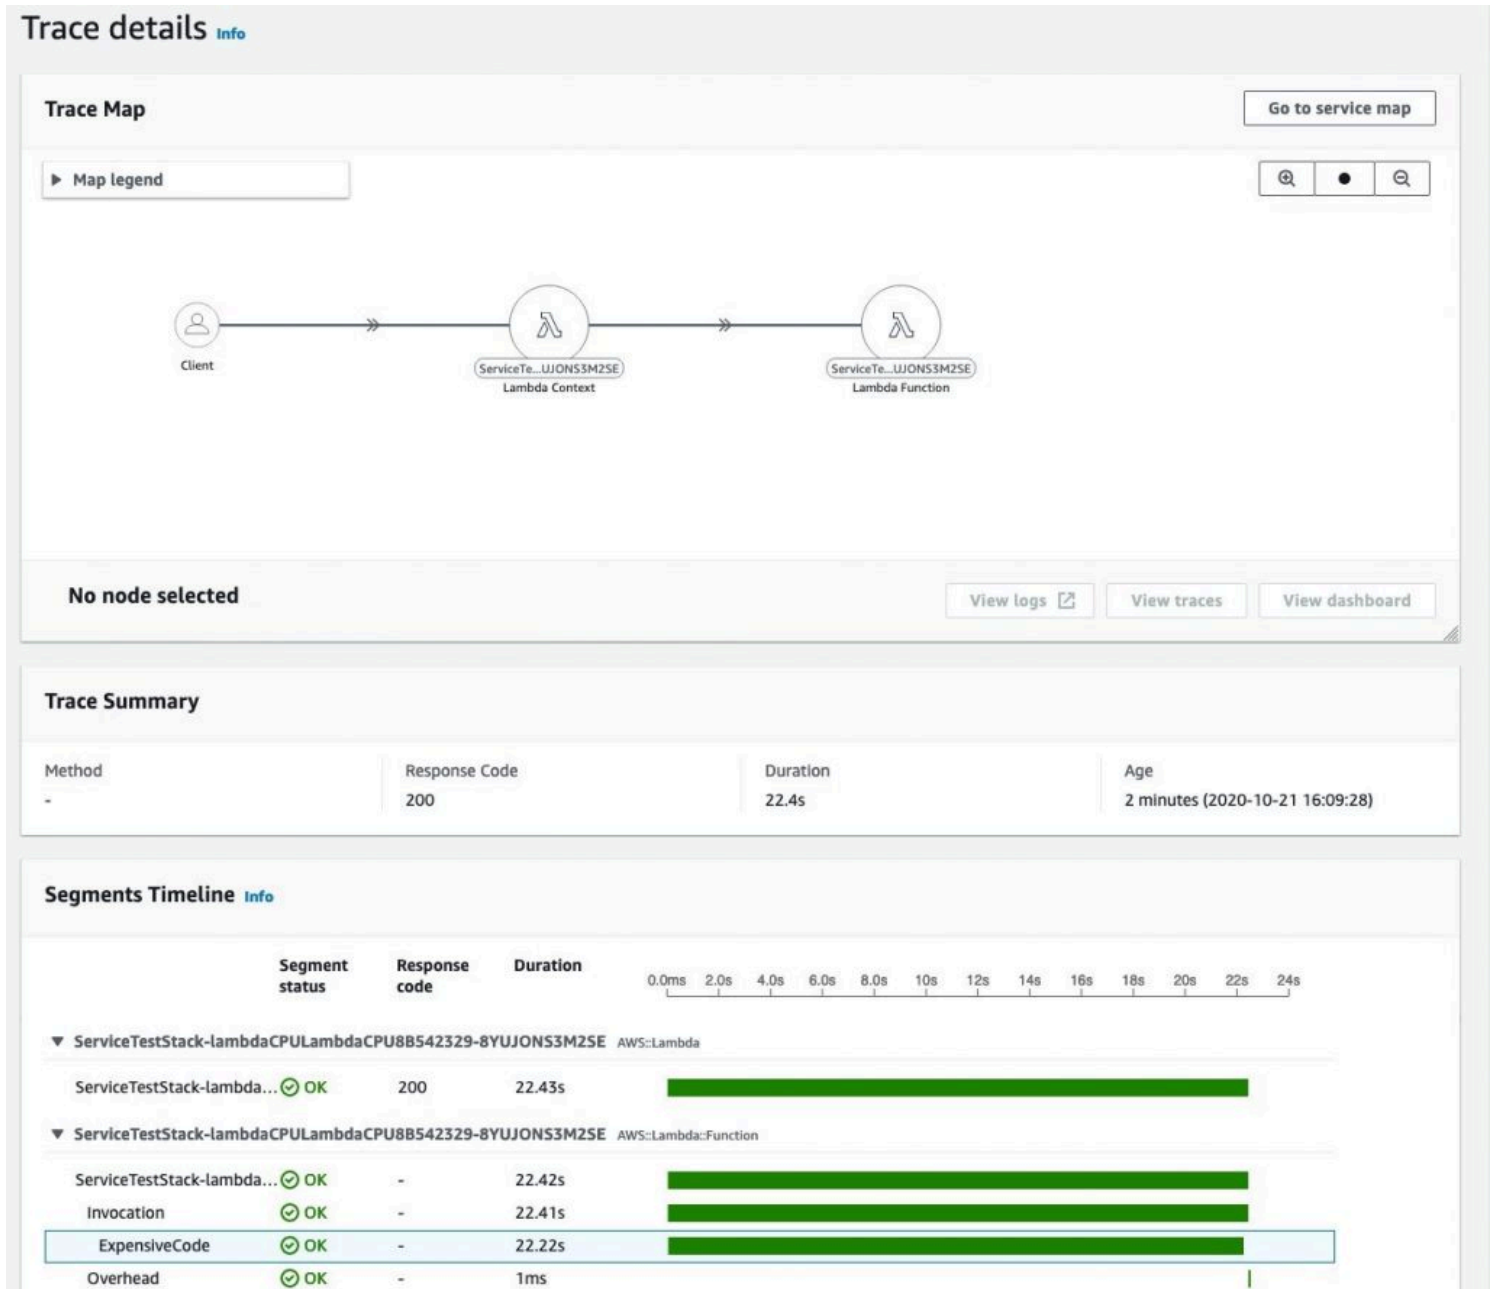 Trace details Info
Trace Map
Go to service map
Map legend
Client
ServiceTe...UJONS3M2SE
Lambda Context
ServiceTe...UJONS3M2SE
Lambda Function
No node selected
View logs
View traces
View dashboard
Trace Summary
Method
Response Code
Duration
Age
-
200
22.4s
2 minutes (2020-10-21 16:09:28)
Segments Timeline Info
Segment status
Response code
Duration
0.0ms 2.0s 4.0s 6.0s 8.0s 10s 12s 14s 16s 18s 20s 22s 24s
ServiceTestStack-lambdaCPULambdaCPU8B542329-8YUJONS3M2SE AWS::Lambda
ServiceTestStack-lambda... OK 200 22.43s
ServiceTestStack-lambdaCPULambdaCPU8B542329-8YUJONS3M2SE AWS::Lambda::Function
ServiceTestStack-lambda... OK - 22.42s
Invocation OK - 22.41s
ExpensiveCode OK - 22.22s
Overhead OK - 1ms